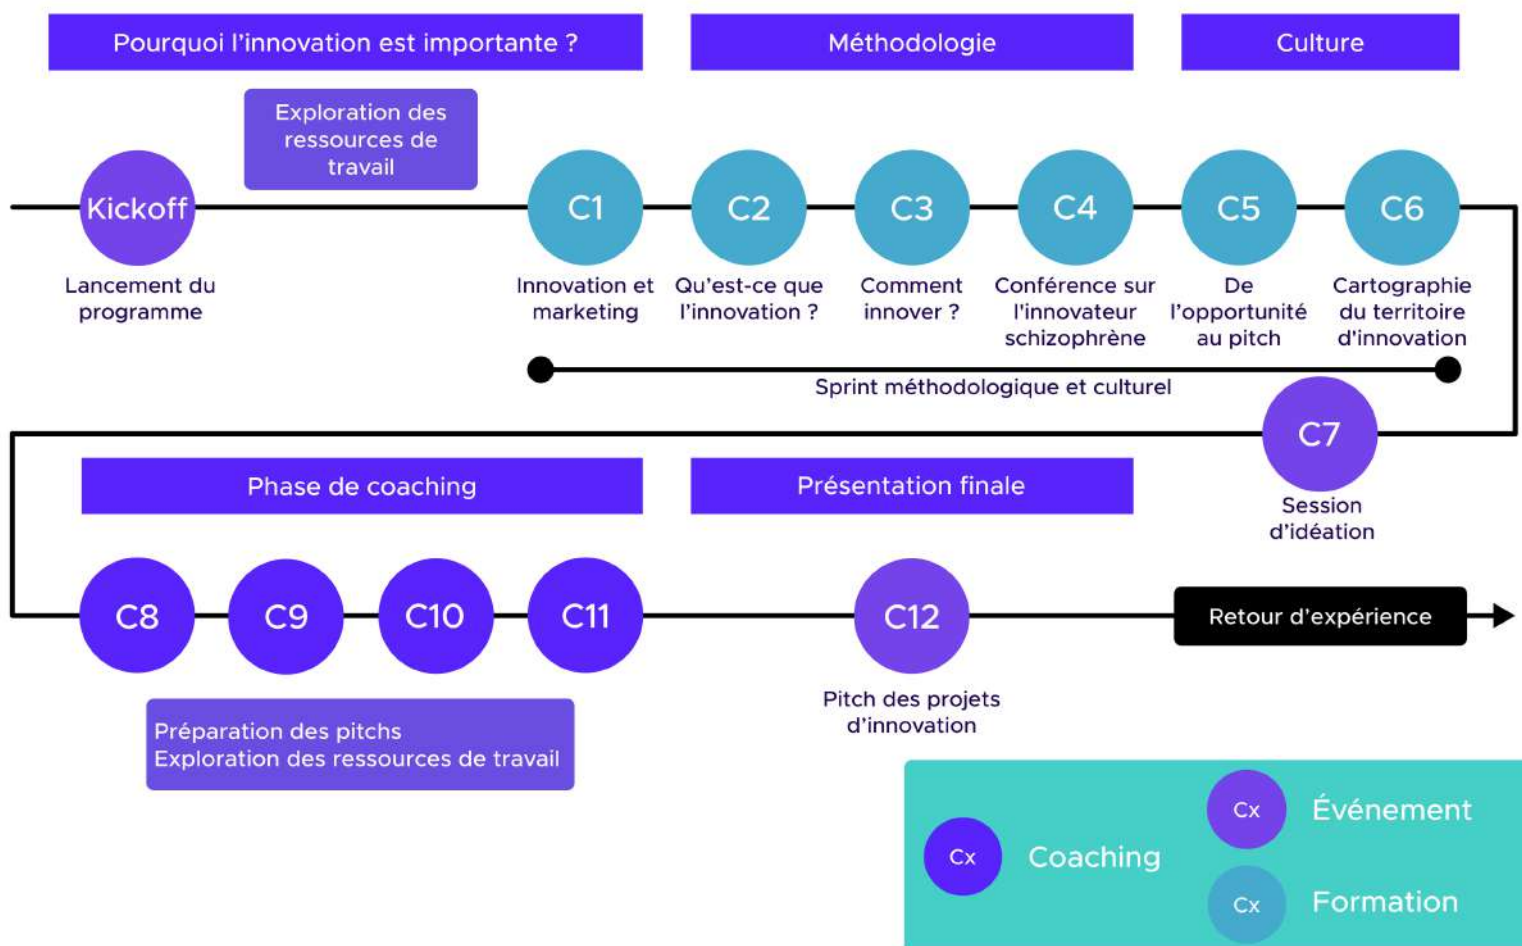 Pourquoi l'innovation est importante ?
Méthodologie
Culture
Exploration des
ressources de
travail
Kickoff
C1
C2
C3
C4
C5
C6
Lancement du
programme
Innovation et
marketing
Qu'est-ce que
l'innovation ?
Comment
innover ?
Conférence sur
l'innovateur
schizophrène
De
l'opportunité
au pitch
Cartographie
du territoire
d'innovation
Sprint méthodologique et culturel
C7
Session
d'idéation
Phase de coaching
Présentation finale
C8
C9
C10
C11
C12
Retour d'expérience
Préparation des pitchs
Exploration des ressources de travail
Pitch des projets
d'innovation
Cx
Coaching
Cx
Événement
Cx
Formation